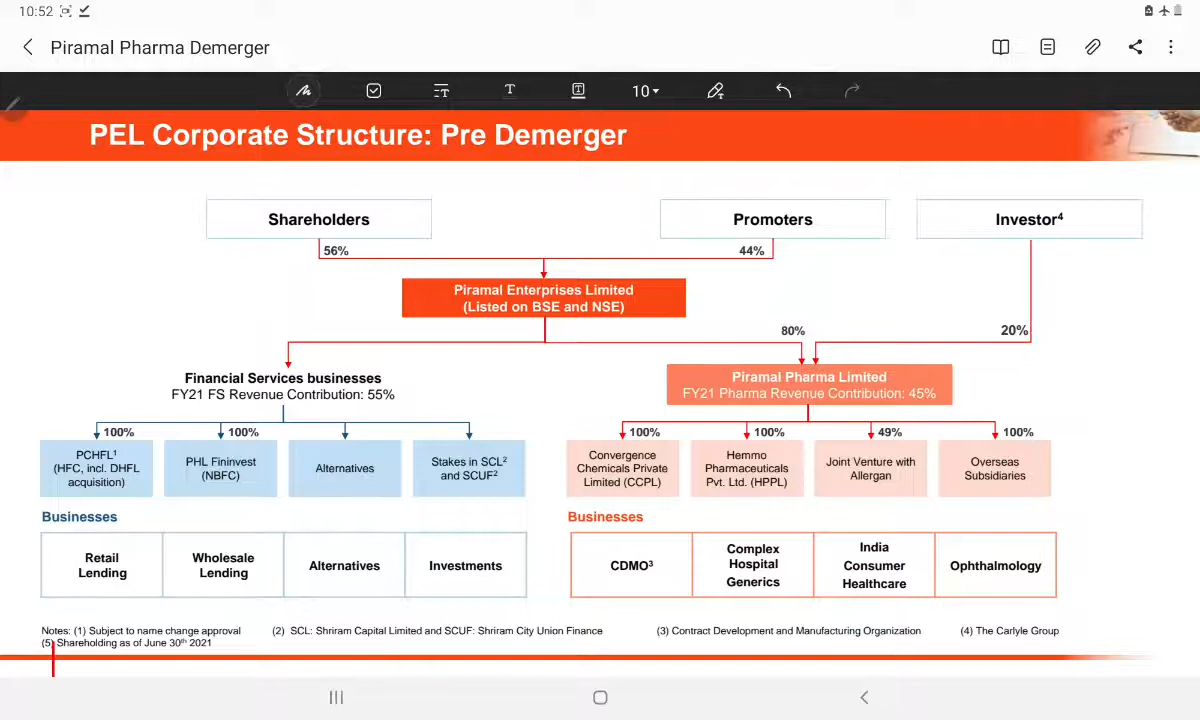 10:52
Piramal Pharma Demerger
T
T
T
10
T
PEL Corporate Structure: Pre Demerger
Shareholders
Promoters
Investor⁴
56%
44%
Piramal Enterprises Limited
(Listed on BSE and NSE)
80%
20%
Financial Services businesses
FY21 FS Revenue Contribution: 55%
Piramal Pharma Limited
FY21 Pharma Revenue Contribution: 45%
100%
100%
100%
100%
49%
100%
PCHFL¹
(HFC, incl. DHFL
acquisition)
PHL Fininvest
(NBFC)
Alternatives
Stakes in SCL²
and SCUF²
Convergence
Chemicals Private
Limited (CCPL)
Hemmo
Pharmaceuticals
Pvt. Ltd. (HPPL)
Joint Venture with
Allergan
Overseas
Subsidiaries
Businesses
Businesses
Retail
Lending
Wholesale
Lending
Alternatives
Investments
CDMO³
Complex
Hospital
Generics
India
Consumer
Healthcare
Ophthalmology
Notes: (1) Subject to name change approval
(2) SCL: Shriram Capital Limited and SCUF: Shriram City Union Finance
(3) Contract Development and Manufacturing Organization
(4) The Carlyle Group
(5) Shareholding as of June 30ᵗʰ 2021